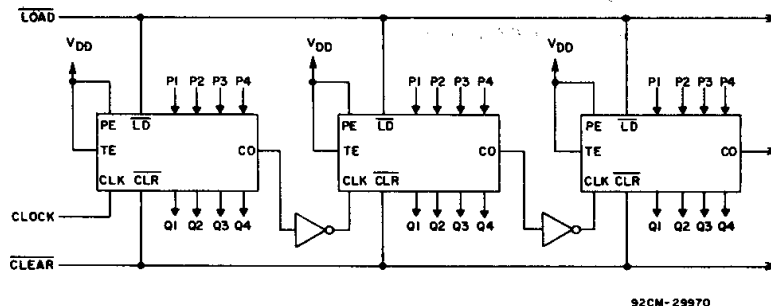 LOAD
VDD VDD VDD
P1 P2 P3 P4 P1 P2 P3 P4 P1 P2 P3 P4
PE LD PE LD PE LD
TE CO TE CO TE CO
CLK CLR CLK CLR CLK CLR
CLOCK
Q1 Q2 Q3 Q4 Q1 Q2 Q3 Q4 Q1 Q2 Q3 Q4
CLEAR
92CM-29970